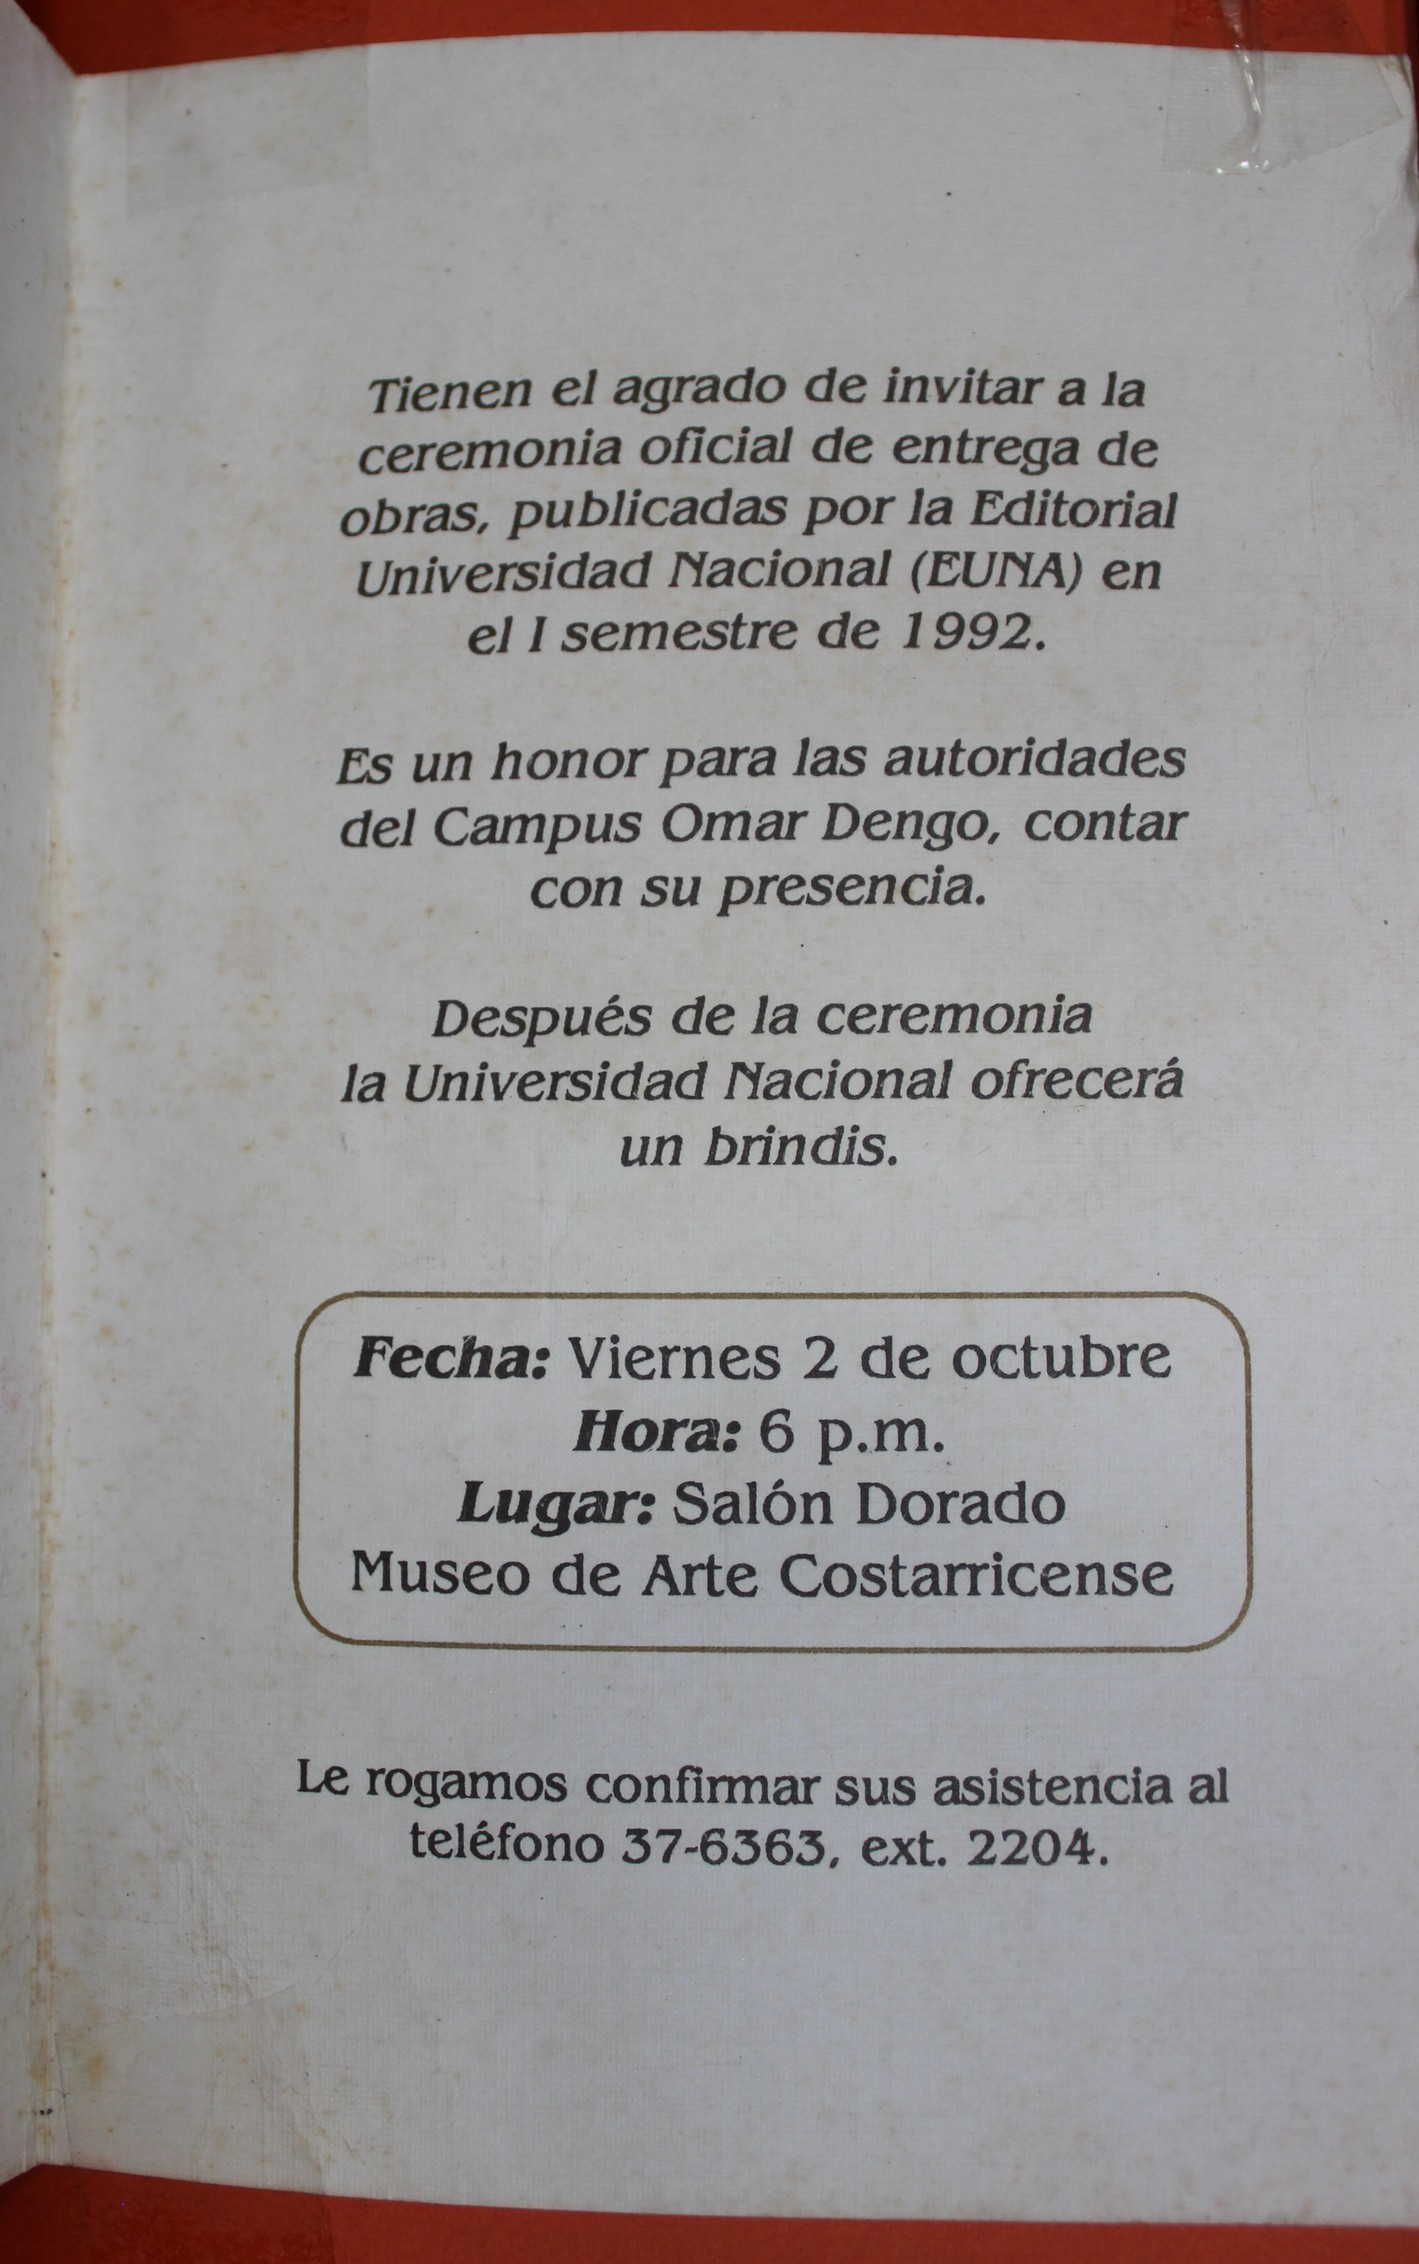 Tienen el agrado de invitar a la
ceremonia oficial de entrega de
obras, publicadas por la Editorial
Universidad Nacional (EUNA) en
el I semestre de 1992.
Es un honor para las autoridades
del Campus Omar Dengo, contar
con su presencia.
Después de la ceremonia
la Universidad Nacional ofrecerá
un brindis.
Fecha: Viernes 2 de octubre
Hora: 6 p.m.
Lugar: Salón Dorado
Museo de Arte Costarricense
Le rogamos confirmar sus asistencia al
teléfono 37-6363, ext. 2204.